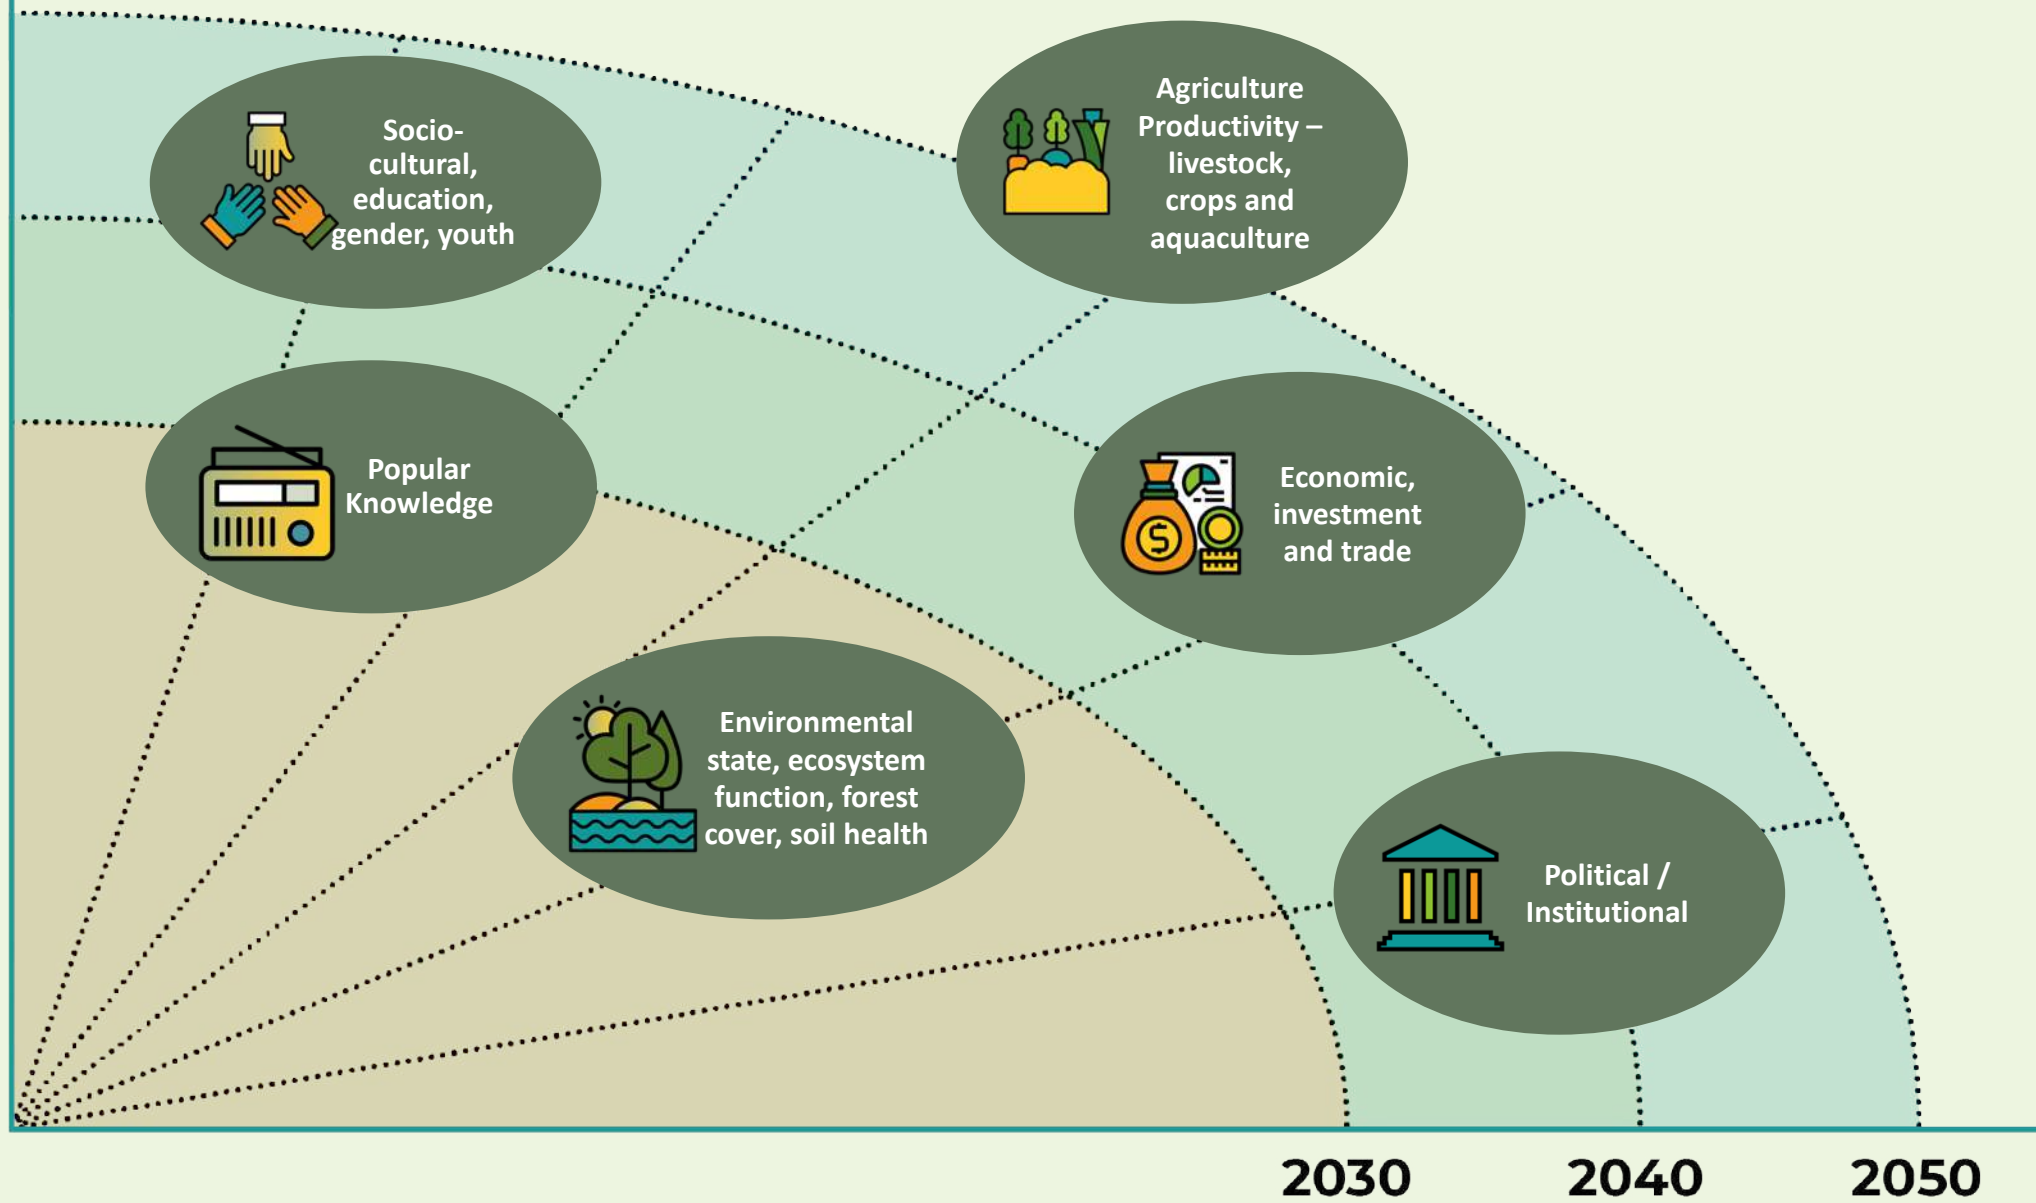 Socio-
cultural,
education,
gender, youth
Agriculture
Productivity –
livestock,
crops and
aquaculture
Popular
Knowledge
Economic,
investment
and trade
$
Environmental
state, ecosystem
function, forest
cover, soil health
Political /
Institutional
2030
2040
2050